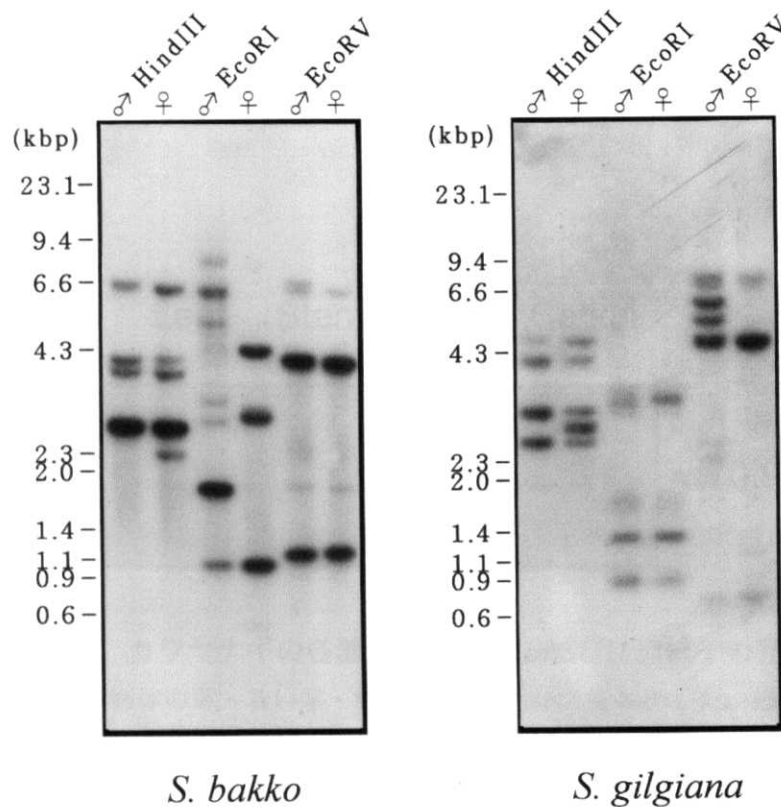 HindIII EcoRI EcoRV
♂ ♀ ♂ ♀ ♂ ♀
(kbp)
23.1
9.4
6.6
4.3
2.3
2.0
1.4
1.1
0.9
0.6
S. bakko
HindIII EcoRI EcoRV
♂ ♀ ♂ ♀ ♂ ♀
(kbp)
23.1
9.4
6.6
4.3
2.3
2.0
1.4
1.1
0.9
0.6
S. gilgiana